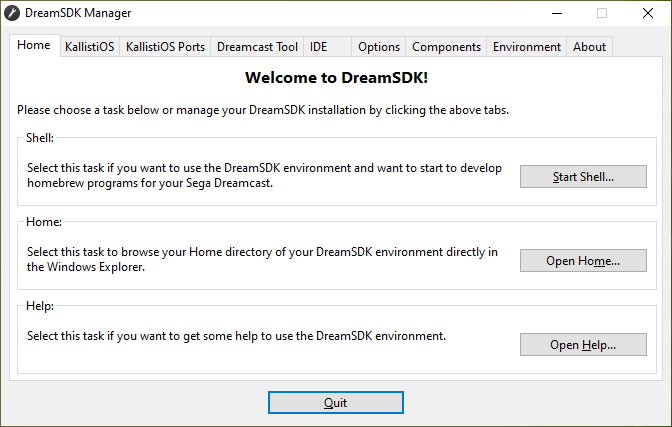 DreamSDK Manager
Home KallistiOS KallistiOS Ports Dreamcast Tool IDE Options Components Environment About
Welcome to DreamSDK!
Please choose a task below or manage your DreamSDK installation by clicking the above tabs.
Shell:
Select this task if you want to use the DreamSDK environment and want to start to develop
homebrew programs for your Sega Dreamcast.
Start Shell...
Home:
Select this task to browse your Home directory of your DreamSDK environment directly in
the Windows Explorer.
Open Home...
Help:
Select this task if you want to get some help to use the DreamSDK environment.
Open Help...
Quit